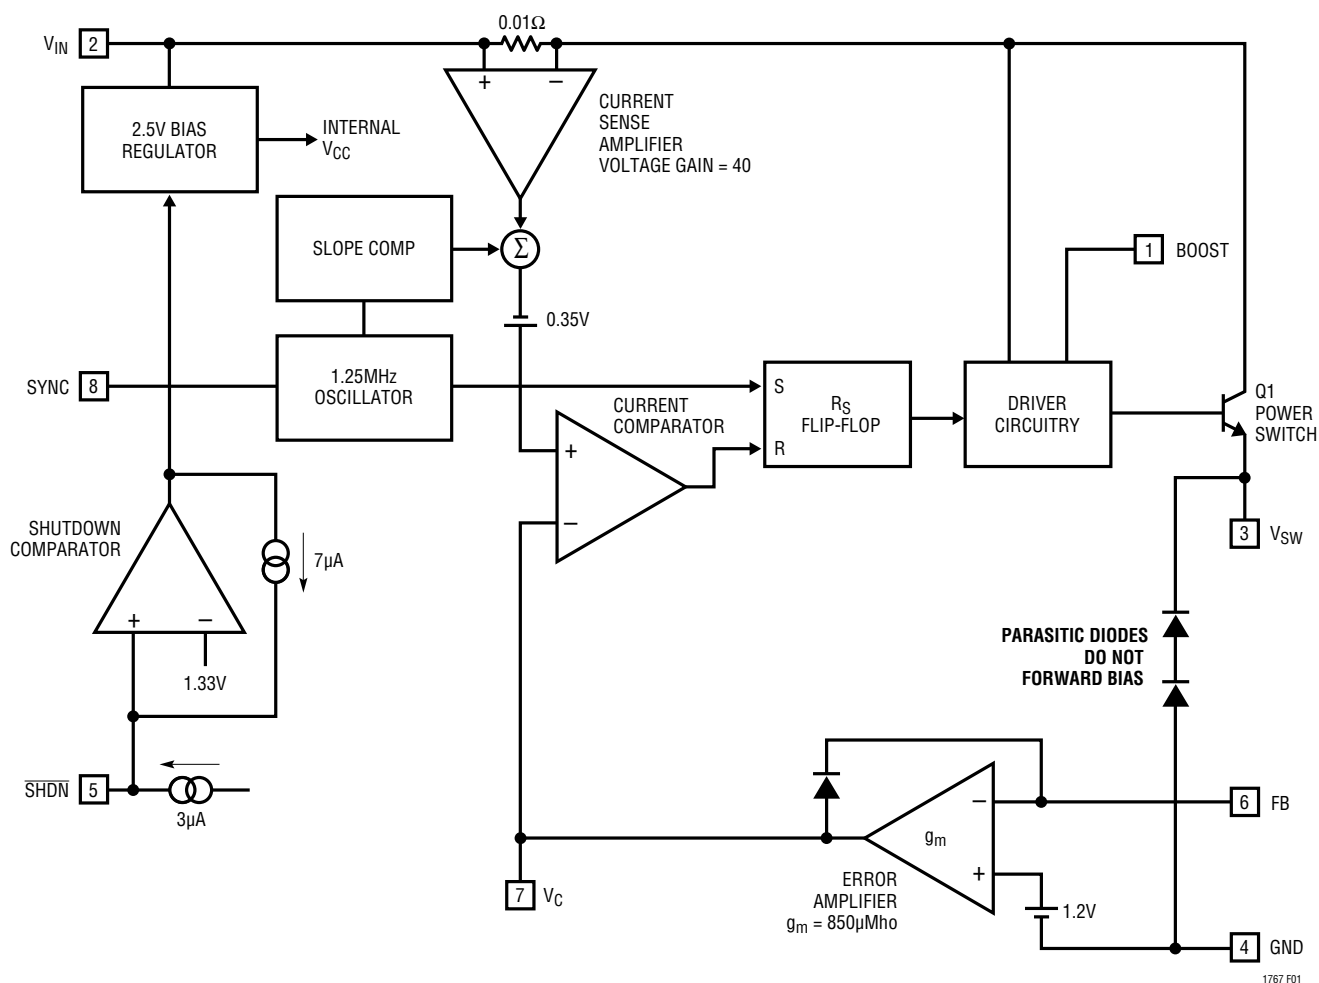 0.01Ω
V_IN 2
+ –
CURRENT
SENSE
AMPLIFIER
VOLTAGE GAIN = 40
2.5V BIAS
REGULATOR
INTERNAL
V_CC
SLOPE COMP
Σ
1 BOOST
0.35V
SYNC 8
1.25MHz
OSCILLATOR
CURRENT
COMPARATOR
+
–
S
R
R_S
FLIP-FLOP
DRIVER
CIRCUITRY
Q1
POWER
SWITCH
3 V_SW
SHUTDOWN
COMPARATOR
7µA
+ –
1.33V
PARASITIC DIODES
DO NOT
FORWARD BIAS
SHDN 5
3µA
–
g_m
+
6 FB
7 V_C
ERROR
AMPLIFIER
g_m = 850µMho
1.2V
4 GND
1767 F01